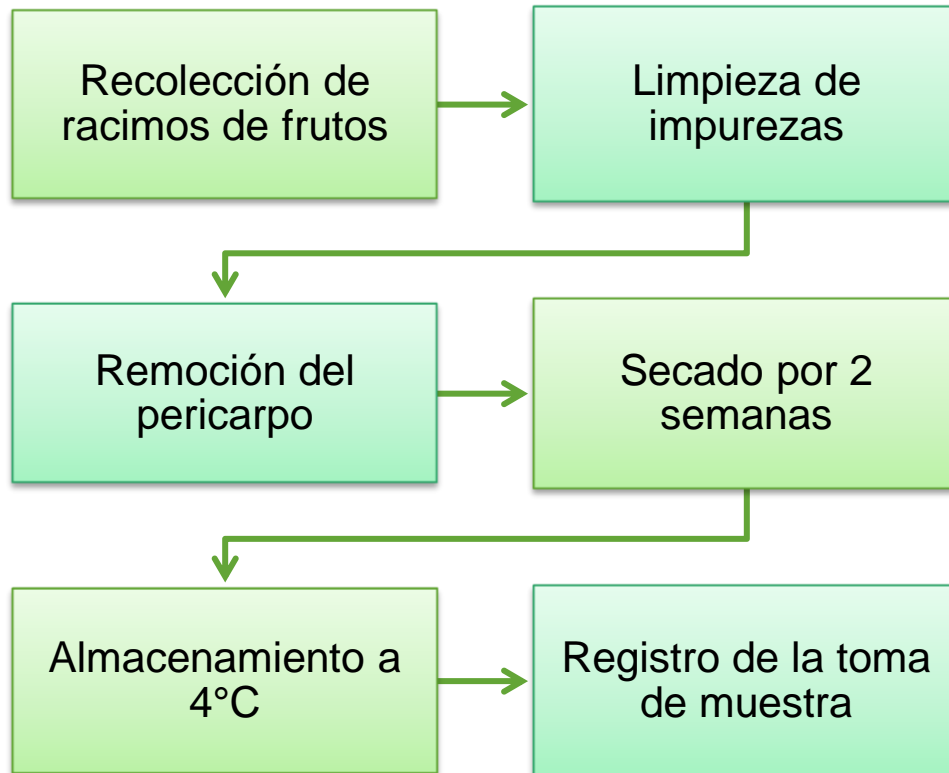 Recolección de
racimos de frutos
Limpieza de
impurezas
Remoción del
pericarpo
Secado por 2
semanas
Almacenamiento a
4°C
Registro de la toma
de muestra